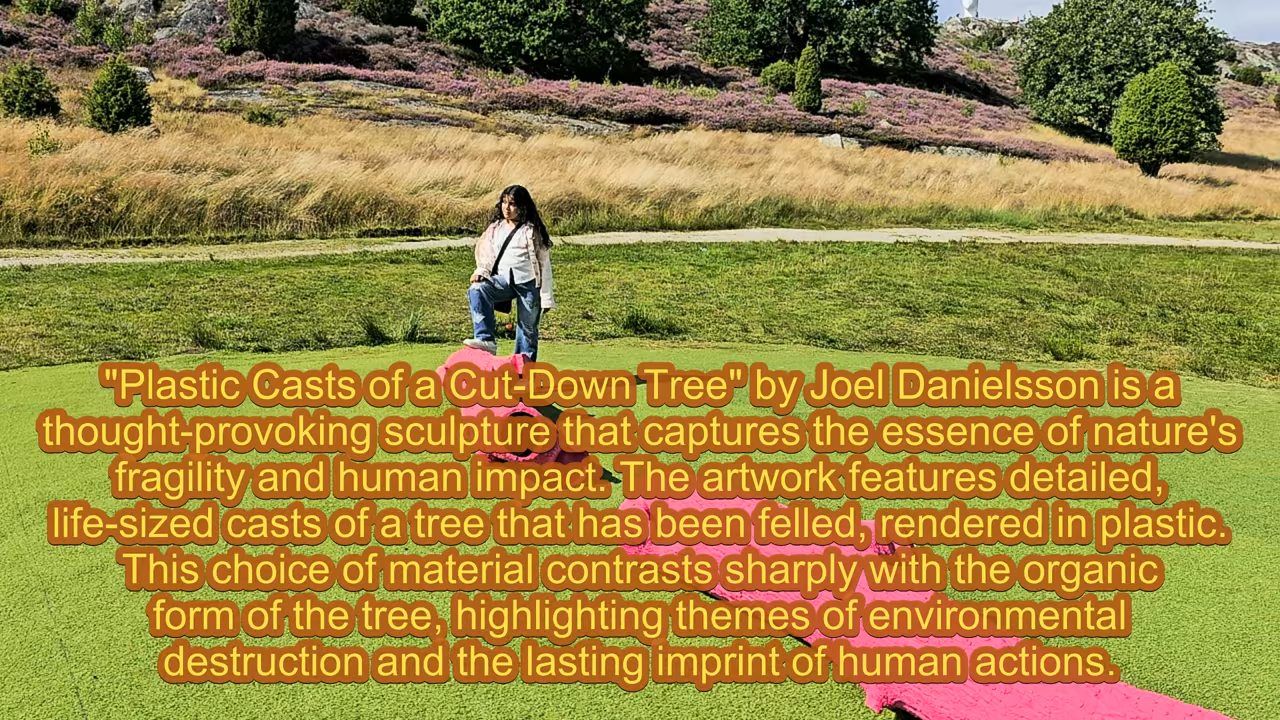 "Plastic Casts of a Cut-Down Tree" by Joel Danielsson is a
thought-provoking sculpture that captures the essence of nature's
fragility and human impact. The artwork features detailed,
life-sized casts of a tree that has been felled, rendered in plastic.
This choice of material contrasts sharply with the organic
form of the tree, highlighting themes of environmental
destruction and the lasting imprint of human actions.